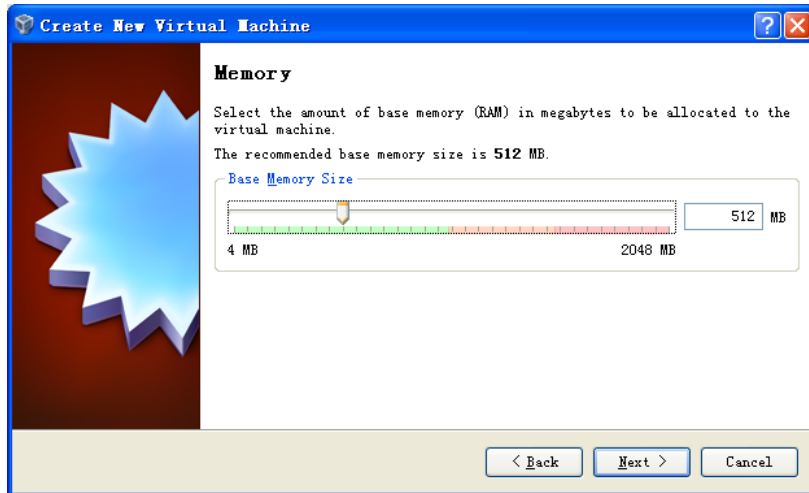 Create New Virtual Machine
Memory
Select the amount of base memory (RAM) in megabytes to be allocated to the
virtual machine.
The recommended base memory size is 512 MB.
Base Memory Size
512 MB
4 MB 2048 MB
< Back Next > Cancel